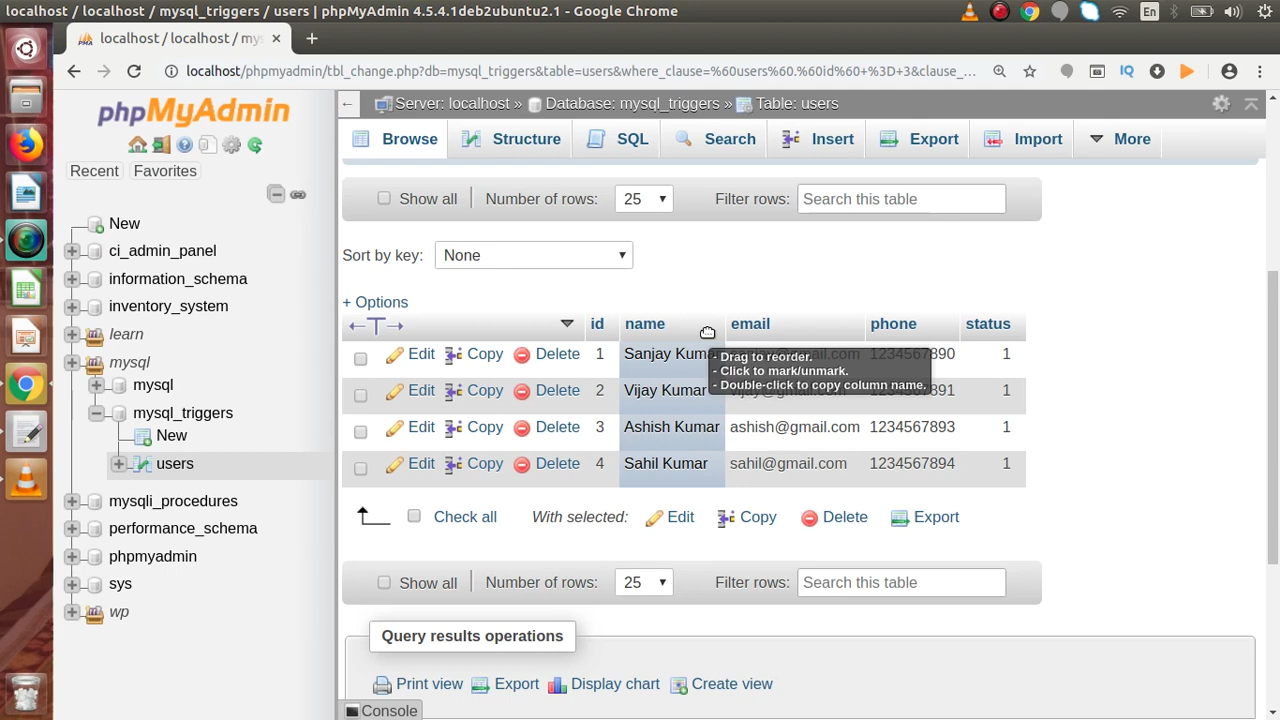 localhost / localhost / mysql_triggers / users | phpMyAdmin 4.5.4.1deb2ubuntu2.1 - Google Chrome
En
localhost / localhost / my
localhost/phpmyadmin/tbl_change.php?db=mysql_triggers&table=users&where_clause=%60users%60.%60id%60+%3D+3&clause_...
IQ
phpMyAdmin
Recent
Favorites
New
ci_admin_panel
information_schema
inventory_system
learn
mysql
mysql
mysql_triggers
New
users
mysqli_procedures
performance_schema
phpmyadmin
sys
wp
Server: localhost » Database: mysql_triggers » Table: users
Browse Structure SQL Search Insert Export Import More
Show all Number of rows: 25 Filter rows: Search this table
Sort by key: None
+ Options
id name email phone status
Edit Copy Delete 1 Sanjay Kumar 1234567890 1
- Drag to reorder.
- Click to mark/unmark.
- Double-click to copy column name.
Edit Copy Delete 2 Vijay Kumar vijay@gmail.com 1234567891 1
Edit Copy Delete 3 Ashish Kumar ashish@gmail.com 1234567893 1
Edit Copy Delete 4 Sahil Kumar sahil@gmail.com 1234567894 1
Check all With selected: Edit Copy Delete Export
Show all Number of rows: 25 Filter rows: Search this table
Query results operations
Print view Export Display chart Create view
Console